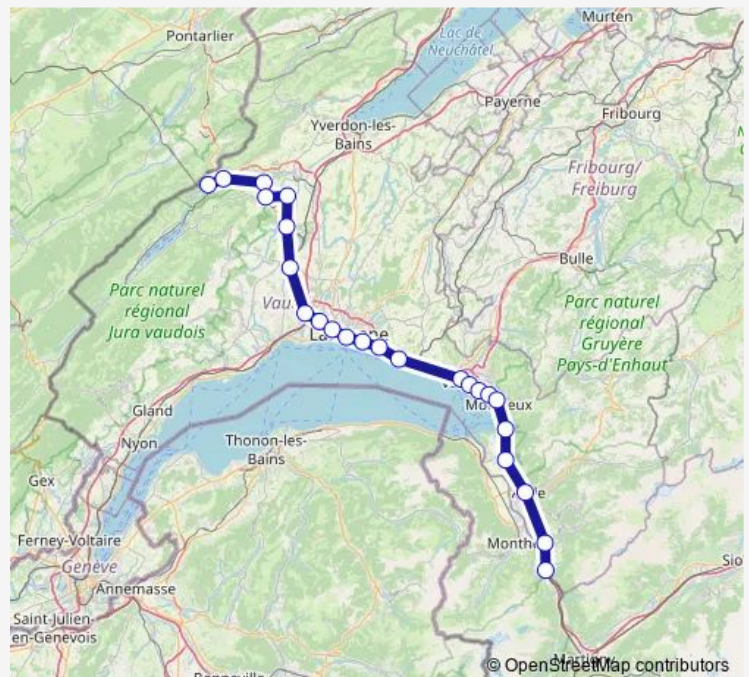 Murten
Pontarlier
Lac de
Neuchâtel
Payerne
Fribourg
Yverdon-les-
Bains
Fribourg/
Freiburg
Bulle
Parc naturel
régional
Jura vaudois
Parc naturel
régional
Gruyère
Pays-d'Enhaut
Gland
Nyon
Thonon-les-
Bains
Gex
Ferney-Voltaire
Genève
Annemasse
Saint-Julien-
en-Genevois
© OpenStreetMap contributors